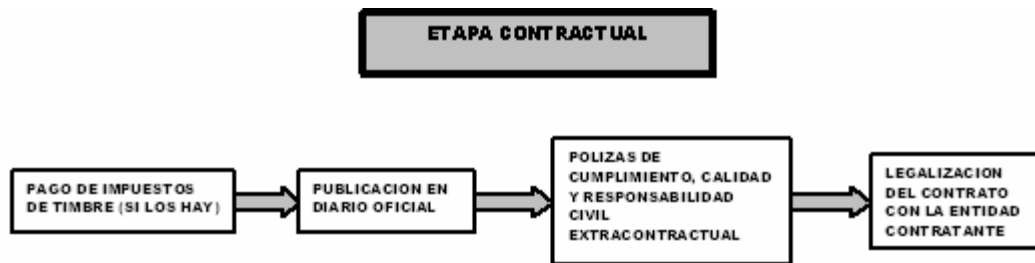 ETAPA CONTRACTUAL
PAGO DE IMPUESTOS
DE TIMBRE (SI LOS HAY)
PUBLICACION EN
DIARIO OFICIAL
POLIZAS DE
CUMPLIMIENTO, CALIDAD
Y RESPONSABILIDAD
CIVIL
EXTRACONTRACTUAL
LEGALIZACION
DEL CONTRATO
CON LA ENTIDAD
CONTRATANTE